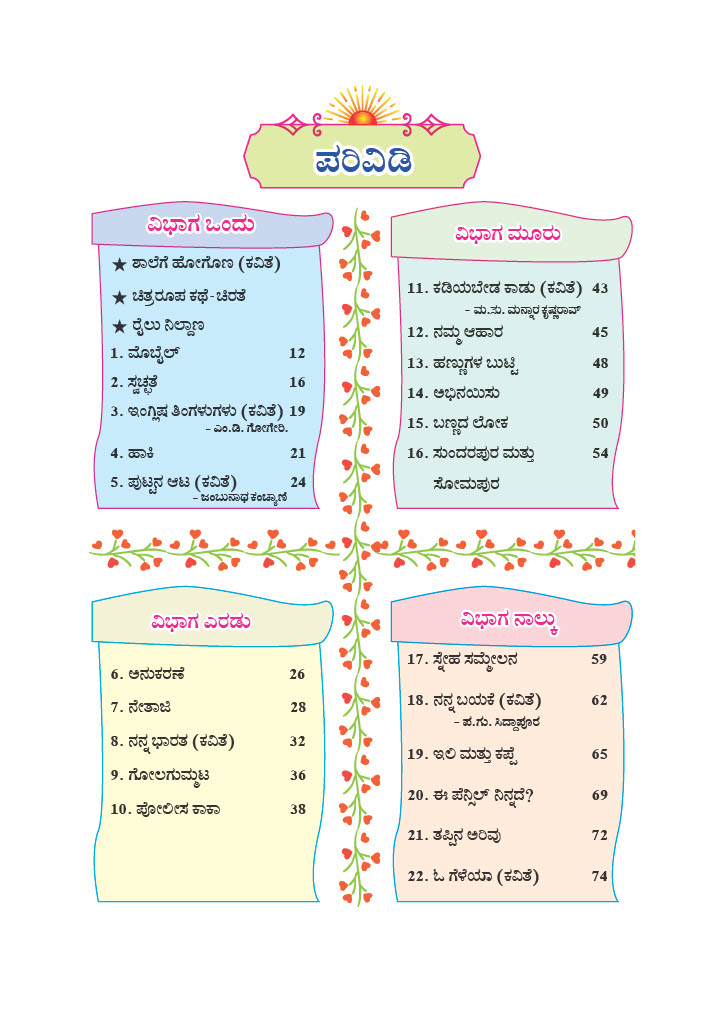 ಪರಿವಿಡಿ
ವಿಭಾಗ ಒಂದು
★ ಶಾಲೆಗೆ ಹೋಗೋಣ (ಕವಿತೆ)
★ ಚಿತ್ರರೂಪ ಕಥೆ-ಚಿರತೆ
★ ರೈಲು ನಿಲ್ದಾಣ
1. ಮೊಬೈಲ್ 12
2. ಸ್ವಚ್ಛತೆ 16
3. ಇಂಗ್ಲಿಷ ತಿಂಗಳುಗಳು (ಕವಿತೆ) 19
– ಎಂ.ಡಿ. ಗೋಗೇರಿ.
4. ಹಾಕಿ 21
5. ಪುಟ್ಟನ ಆಟ (ಕವಿತೆ) 24
– ಜಂಬುನಾಥ ಕಂಚ್ಯಾಣಿ
ವಿಭಾಗ ಎರಡು
6. ಅನುಕರಣೆ 26
7. ನೇತಾಜಿ 28
8. ನನ್ನ ಭಾರತ (ಕವಿತೆ) 32
9. ಗೋಲಗುಮ್ಮಟ 36
10. ಪೋಲೀಸ ಕಾಕಾ 38
ವಿಭಾಗ ಮೂರು
11. ಕಡಿಯಬೇಡ ಕಾಡು (ಕವಿತೆ) 43
– ಮ.ಸು. ಮನ್ನಾರ ಕೃಷ್ಣರಾವ್
12. ನಮ್ಮ ಆಹಾರ 45
13. ಹಣ್ಣುಗಳ ಬುಟ್ಟಿ 48
14. ಅಭಿನಯಿಸು 49
15. ಬಣ್ಣದ ಲೋಕ 50
16. ಸುಂದರಪುರ ಮತ್ತು 54
ಸೋಮಪುರ
ವಿಭಾಗ ನಾಲ್ಕು
17. ಸ್ನೇಹ ಸಮ್ಮೇಲನ 59
18. ನನ್ನ ಬಯಕೆ (ಕವಿತೆ) 62
– ಪ.ಗು. ಸಿದ್ದಾಪೂರ
19. ಇಲಿ ಮತ್ತು ಕಪ್ಪೆ 65
20. ಈ ಪೆನ್ಸಿಲ್ ನಿನ್ನದೆ? 69
21. ತಪ್ಪಿನ ಅರಿವು 72
22. ಓ ಗೆಳೆಯಾ (ಕವಿತೆ) 74